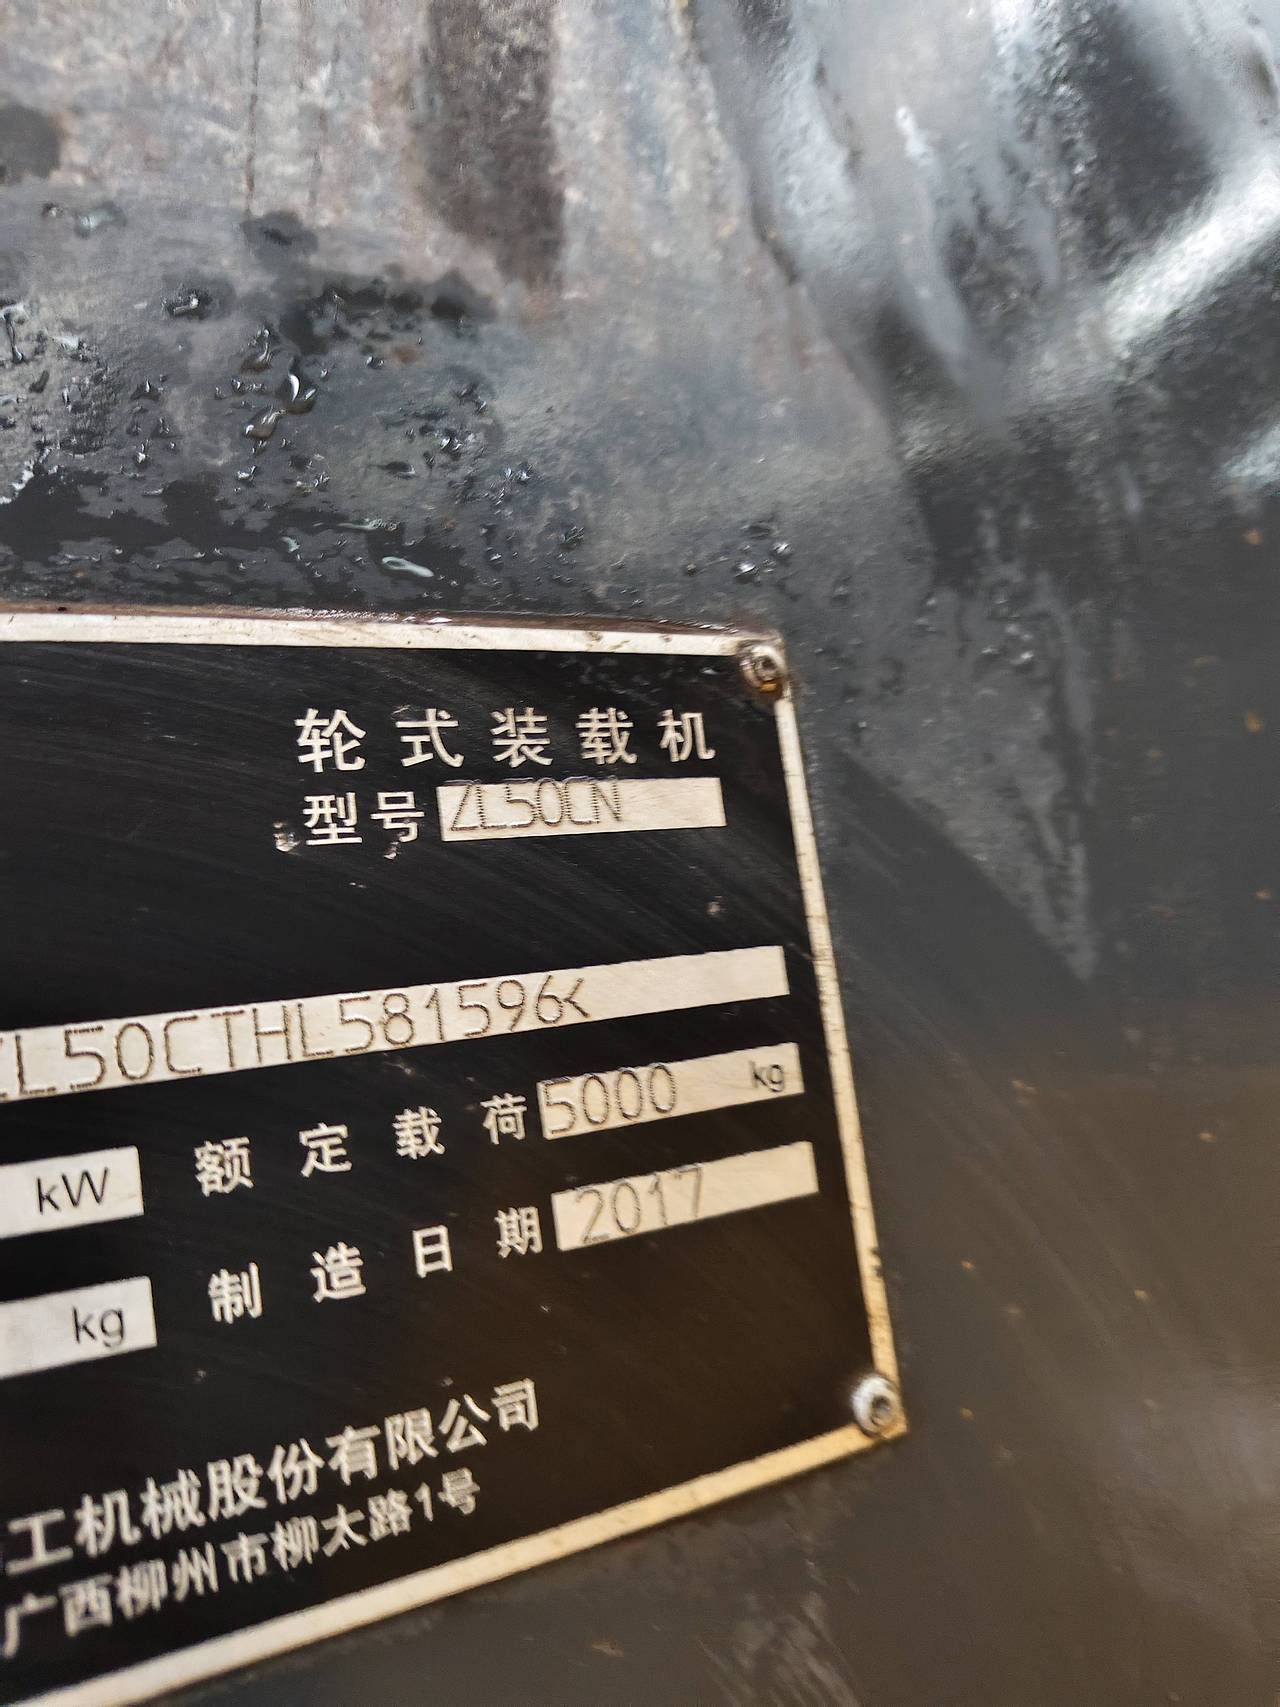 轮式装载机
型号 ZL50CN
ZL50CTHL581596<
额定载荷 5000 kg
kW
制造日期 2017
kg
工机械股份有限公司
广西柳州市柳太路1号